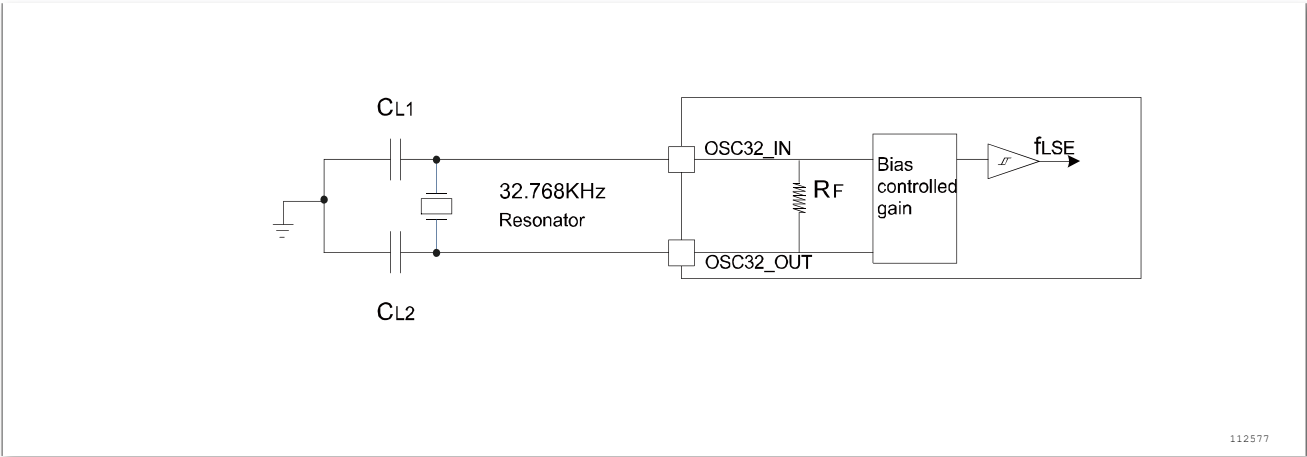 CL1
OSC32_IN
fLSE
Bias
controlled
gain
32.768KHz
Resonator
RF
OSC32_OUT
CL2
112577